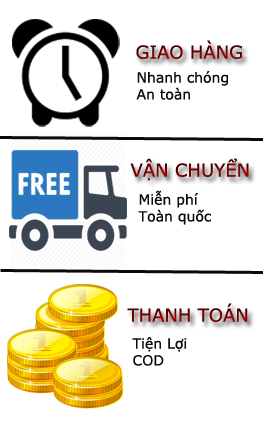 GIAO HÀNG
Nhanh chóng
An toàn
FREE
VẬN CHUYỂN
Miễn phí
Toàn quốc
THANH TOÁN
Tiện Lợi
COD